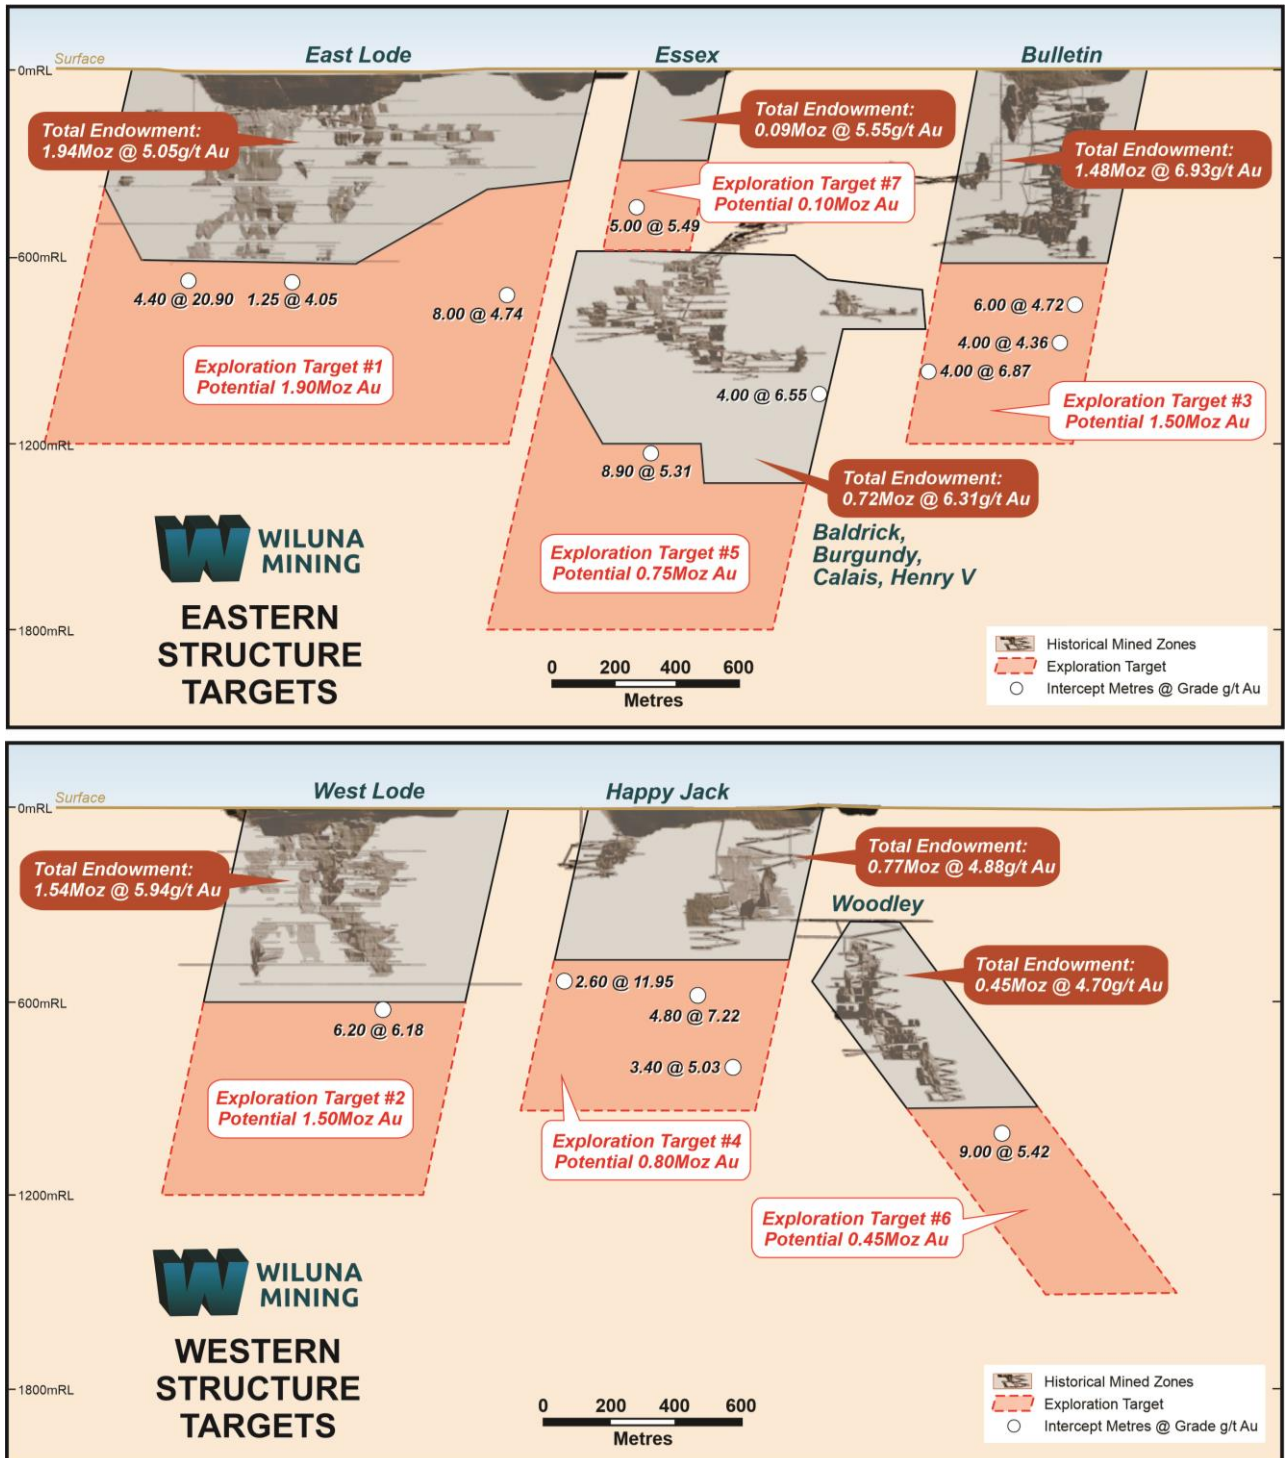 East Lode
Essex
Bulletin
Surface
0mRL
Total Endowment:
1.94Moz @ 5.05g/t Au
Total Endowment:
0.09Moz @ 5.55g/t Au
Total Endowment:
1.48Moz @ 6.93g/t Au
Exploration Target #7
Potential 0.10Moz Au
5.00 @ 5.49
600mRL
4.40 @ 20.90
1.25 @ 4.05
8.00 @ 4.74
6.00 @ 4.72
4.00 @ 4.36
4.00 @ 6.87
Exploration Target #1
Potential 1.90Moz Au
4.00 @ 6.55
Exploration Target #3
Potential 1.50Moz Au
1200mRL
8.90 @ 5.31
Total Endowment:
0.72Moz @ 6.31g/t Au
Baldrick,
Burgundy,
Calais, Henry V
Exploration Target #5
Potential 0.75Moz Au
WILUNA
MINING
EASTERN
STRUCTURE
TARGETS
1800mRL
0 200 400 600
Metres
Historical Mined Zones
Exploration Target
Intercept Metres @ Grade g/t Au
West Lode
Happy Jack
Surface
0mRL
Total Endowment:
1.54Moz @ 5.94g/t Au
Total Endowment:
0.77Moz @ 4.88g/t Au
Woodley
Total Endowment:
0.45Moz @ 4.70g/t Au
600mRL
6.20 @ 6.18
2.60 @ 11.95
4.80 @ 7.22
3.40 @ 5.03
Exploration Target #2
Potential 1.50Moz Au
Exploration Target #4
Potential 0.80Moz Au
9.00 @ 5.42
1200mRL
Exploration Target #6
Potential 0.45Moz Au
WILUNA
MINING
WESTERN
STRUCTURE
TARGETS
1800mRL
0 200 400 600
Metres
Historical Mined Zones
Exploration Target
Intercept Metres @ Grade g/t Au